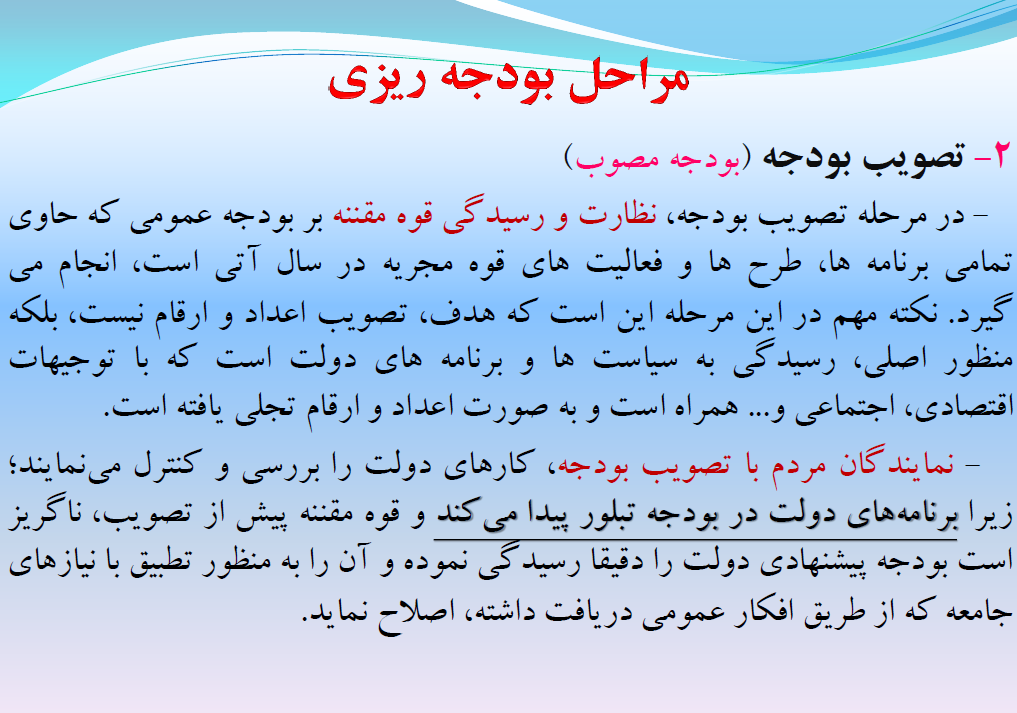 مراحل بودجه ریزی
۲- تصویب بودجه (بودجه مصوب)
- در مرحله تصویب بودجه، نظارت و رسیدگی قوه مقننه بر بودجه عمومی که حاوی
تمامی برنامه ها، طرح ها و فعالیت های قوه مجریه در سال آتی است، انجام می
گیرد. نکته مهم در این مرحله این است که هدف، تصویب اعداد و ارقام نیست، بلکه
منظور اصلی، رسیدگی به سیاست ها و برنامه های دولت است که با توجیهات
اقتصادی، اجتماعی و... همراه است و به صورت اعداد و ارقام تجلی یافته است.
- نمایندگان مردم با تصویب بودجه، کارهای دولت را بررسی و کنترل می‌نمایند؛
زیرا برنامه‌های دولت در بودجه تبلور پیدا می‌کند و قوه مقننه پیش از تصویب، ناگریز
است بودجه پیشنهادی دولت را دقیقا رسیدگی نموده و آن را به منظور تطبیق با نیازهای
جامعه که از طریق افکار عمومی دریافت داشته، اصلاح نماید.